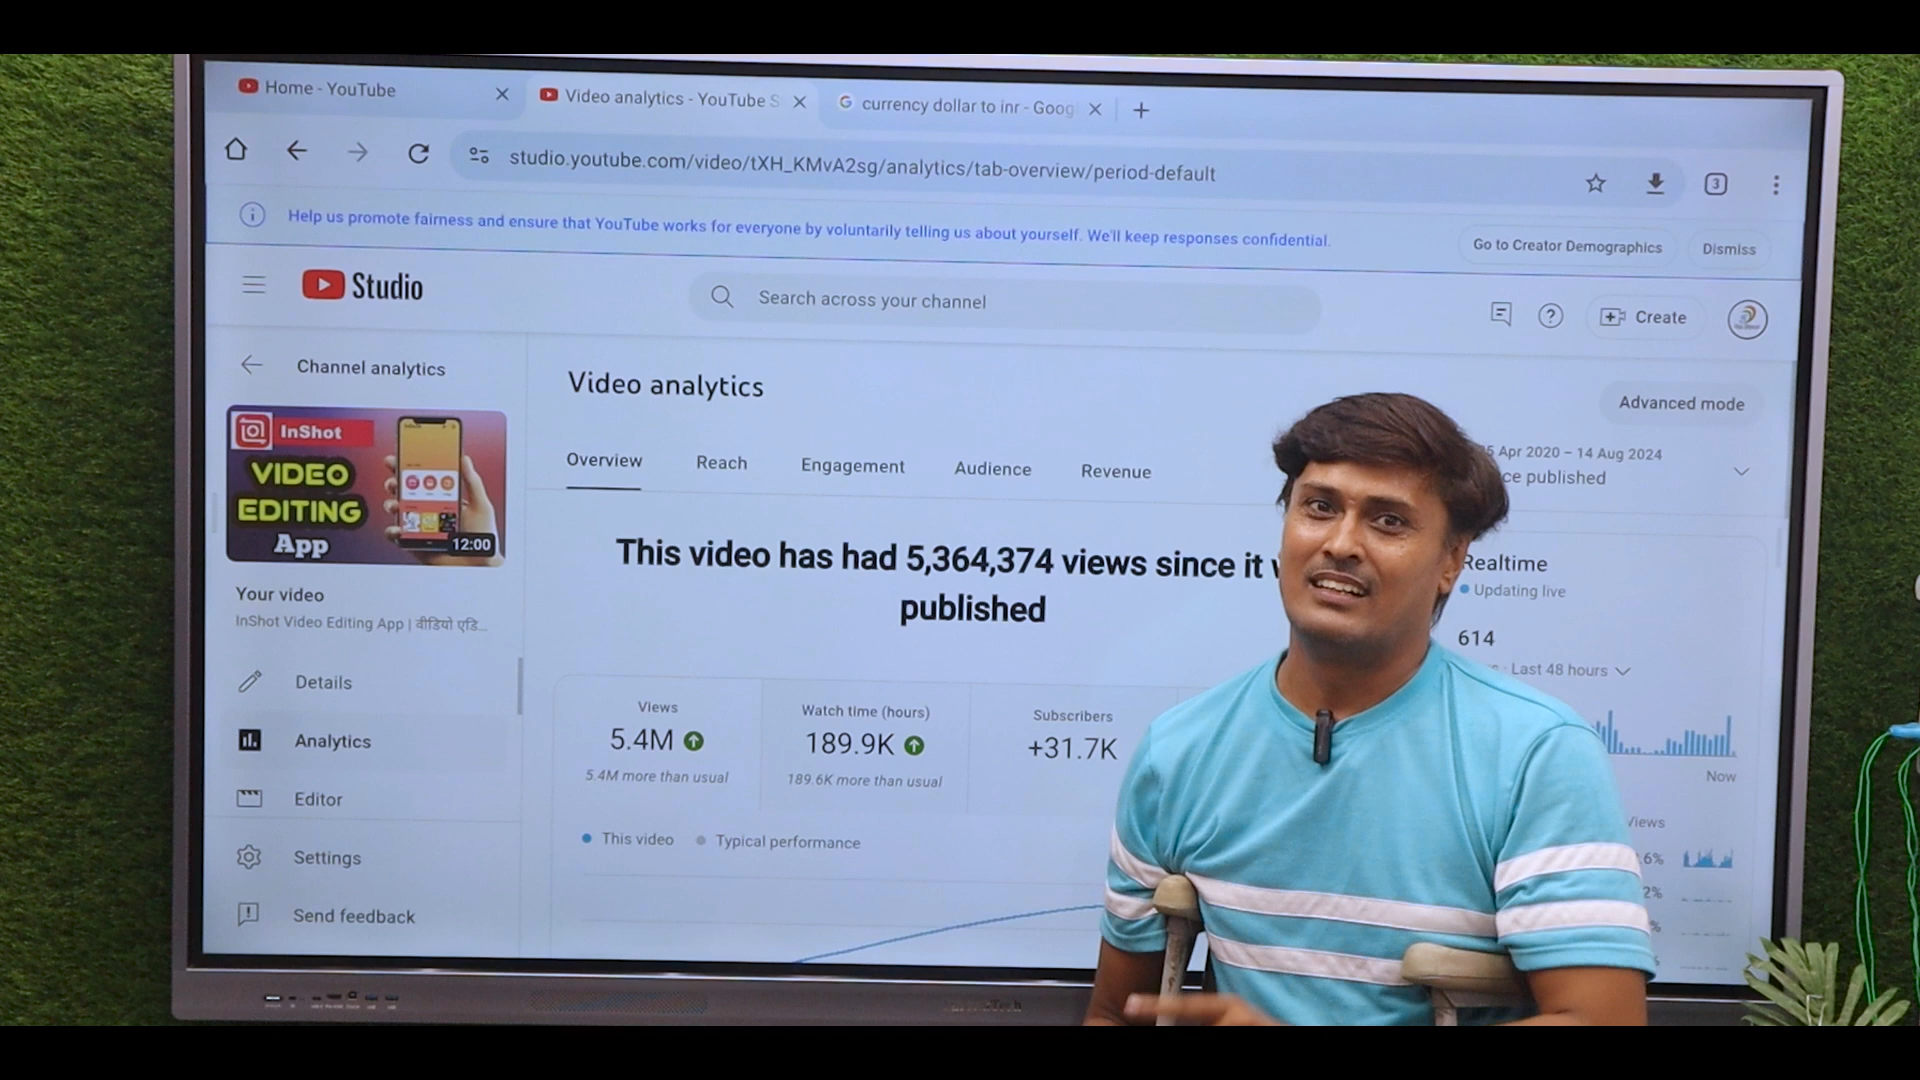 Home - YouTube
Video analytics - YouTube S
currency dollar to inr - Goog
studio.youtube.com/video/tXH_KMvA2sg/analytics/tab-overview/period-default
3
Help us promote fairness and ensure that YouTube works for everyone by voluntarily telling us about yourself. We'll keep responses confidential.
Go to Creator Demographics
Dismiss
Studio
Search across your channel
Create
Channel analytics
Video analytics
Advanced mode
InShot
VIDEO
EDITING
App
12:00
Overview
Reach
Engagement
Audience
Revenue
5 Apr 2020 – 14 Aug 2024
ce published
This video has had 5,364,374 views since it
published
Realtime
Updating live
614
Last 48 hours
Your video
InShot Video Editing App | वीडियो एडि...
Details
Analytics
Editor
Settings
Send feedback
Views
5.4M
5.4M more than usual
Watch time (hours)
189.9K
189.6K more than usual
Subscribers
+31.7K
Now
This video
Typical performance
Views
6%
2%
%